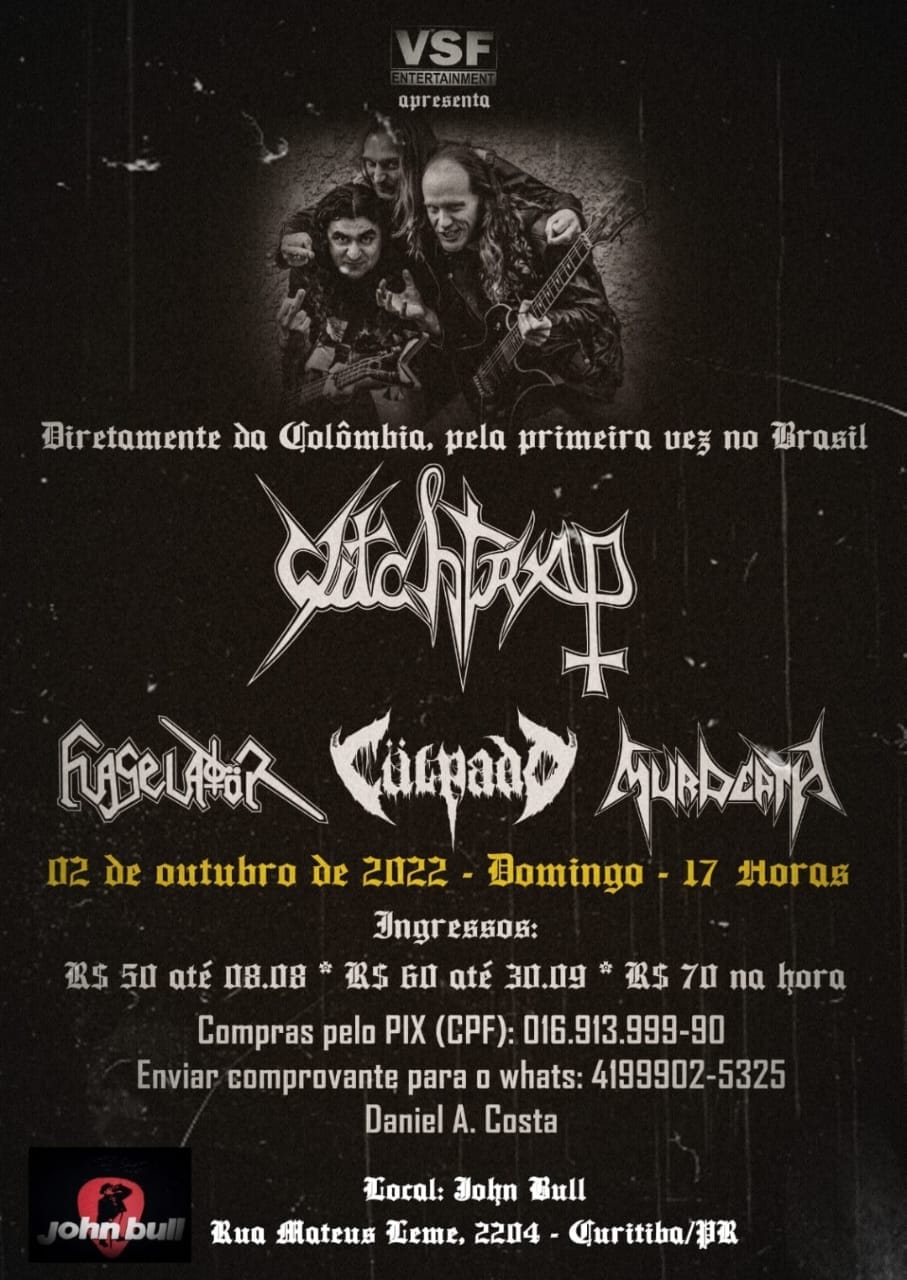 VSF
ENTERTAINMENT
apresenta
Diretamente da Colômbia, pela primeira vez no Brasil
Witchtrap
Flageladör Cülpado Murdeath
02 de outubro de 2022 - Domingo - 17 Horas
Ingressos:
R$ 50 até 08.08 * R$ 60 até 30.09 * R$ 70 na hora
Compras pelo PIX (CPF): 016.913.999-90
Enviar comprovante para o whats: 4199902-5325
Daniel A. Costa
john bull
Local: John Bull
Rua Mateus Leme, 2204 - Curitiba/PR